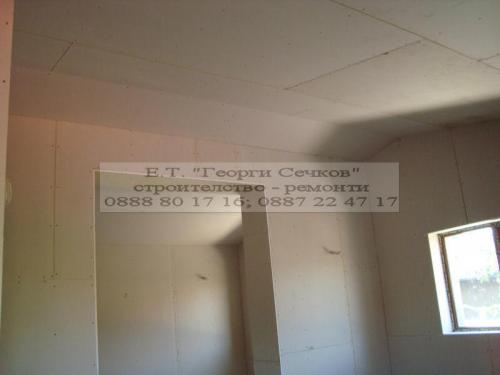 Е.Т. "Георги Сечков"
строителство - ремонти
0888 80 17 16; 0887 22 47 17